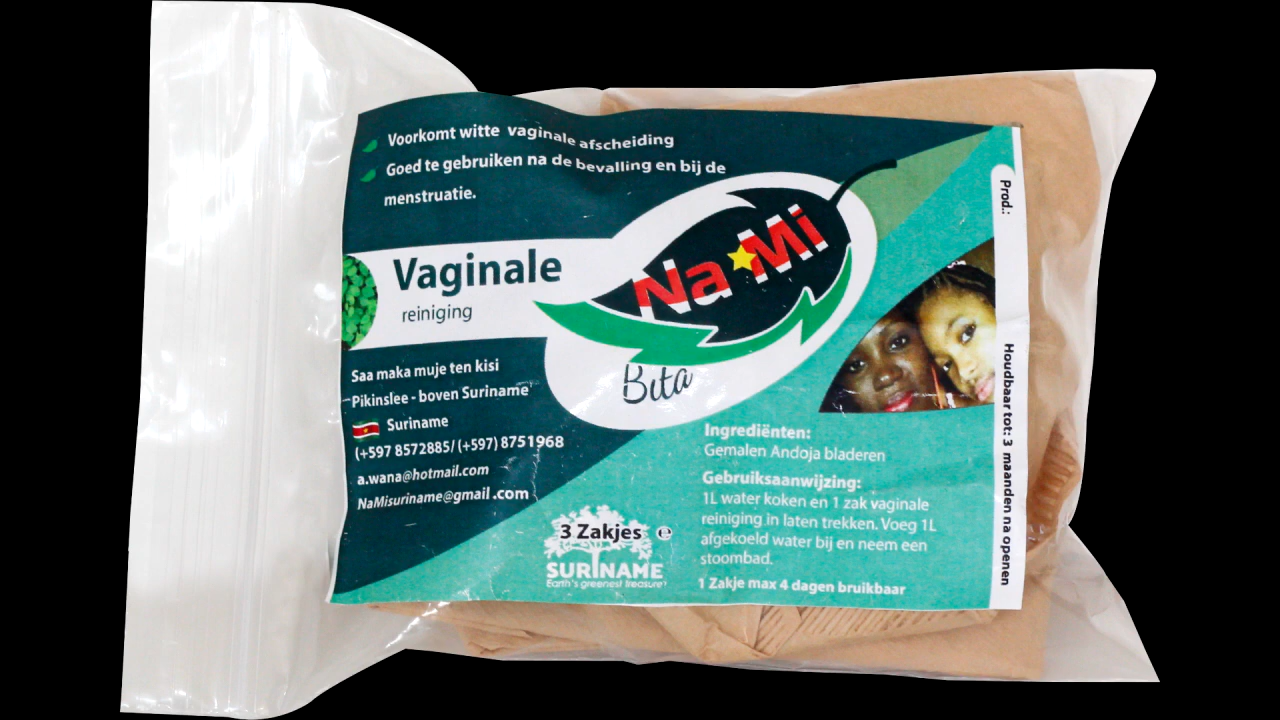 Voorkomt witte vaginale afscheiding
Goed te gebruiken na de bevalling en bij de
menstruatie.
Vaginale
reiniging
Na Mi
Bita
Saa maka muje ten kisi
Pikinslee - boven Suriname
Suriname
(+597 8572885/ (+597) 8751968
a.wana@hotmail.com
NaMisuriname@gmail.com
3 Zakjes e
SURINAME
Earth's greenest treasure
Ingrediënten:
Gemalen Andoja bladeren
Gebruiksaanwijzing:
1L water koken en 1 zak vaginale
reiniging in laten trekken. Voeg 1L
afgekoeld water bij en neem een
stoombad.
1 Zakje max 4 dagen bruikbaar
Prod.:
Houdbaar tot: 3 maanden na openen